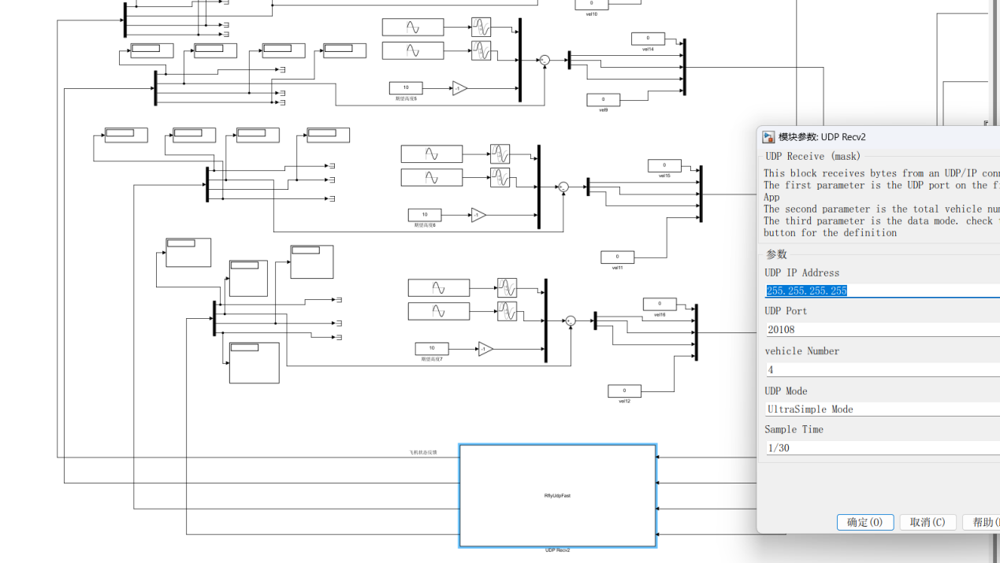 0
vel10
0
vel14
10
-1
期望高度5
0
vel9
0
vel15
10
-1
期望高度6
0
vel11
0
vel16
10
-1
期望高度7
0
vel12
飞机状态反馈
RflyUdpFast
UDP Recv2
模块参数: UDP Recv2
UDP Receive (mask)
This block receives bytes from an UDP/IP con
The first parameter is the UDP port on the f
App
The second parameter is the total vehicle nu
The third parameter is the data mode. check
button for the definition
参数
UDP IP Address
255.255.255.255
UDP Port
20108
vehicle Number
4
UDP Mode
UltraSimple Mode
Sample Time
1/30
确定(O)
取消(C)
帮助(